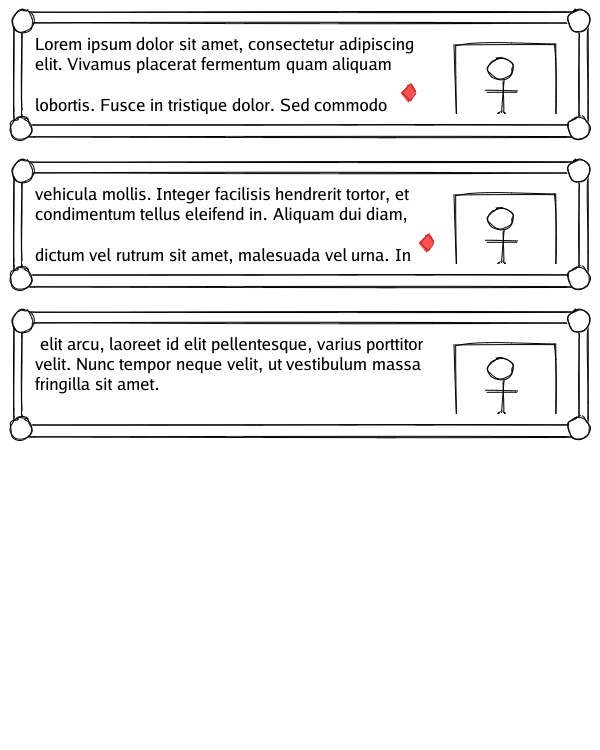 Lorem ipsum dolor sit amet, consectetur adipiscing
elit. Vivamus placerat fermentum quam aliquam
lobortis. Fusce in tristique dolor. Sed commodo
vehicula mollis. Integer facilisis hendrerit tortor, et
condimentum tellus eleifend in. Aliquam dui diam,
dictum vel rutrum sit amet, malesuada vel urna. In
elit arcu, laoreet id elit pellentesque, varius porttitor
velit. Nunc tempor neque velit, ut vestibulum massa
fringilla sit amet.